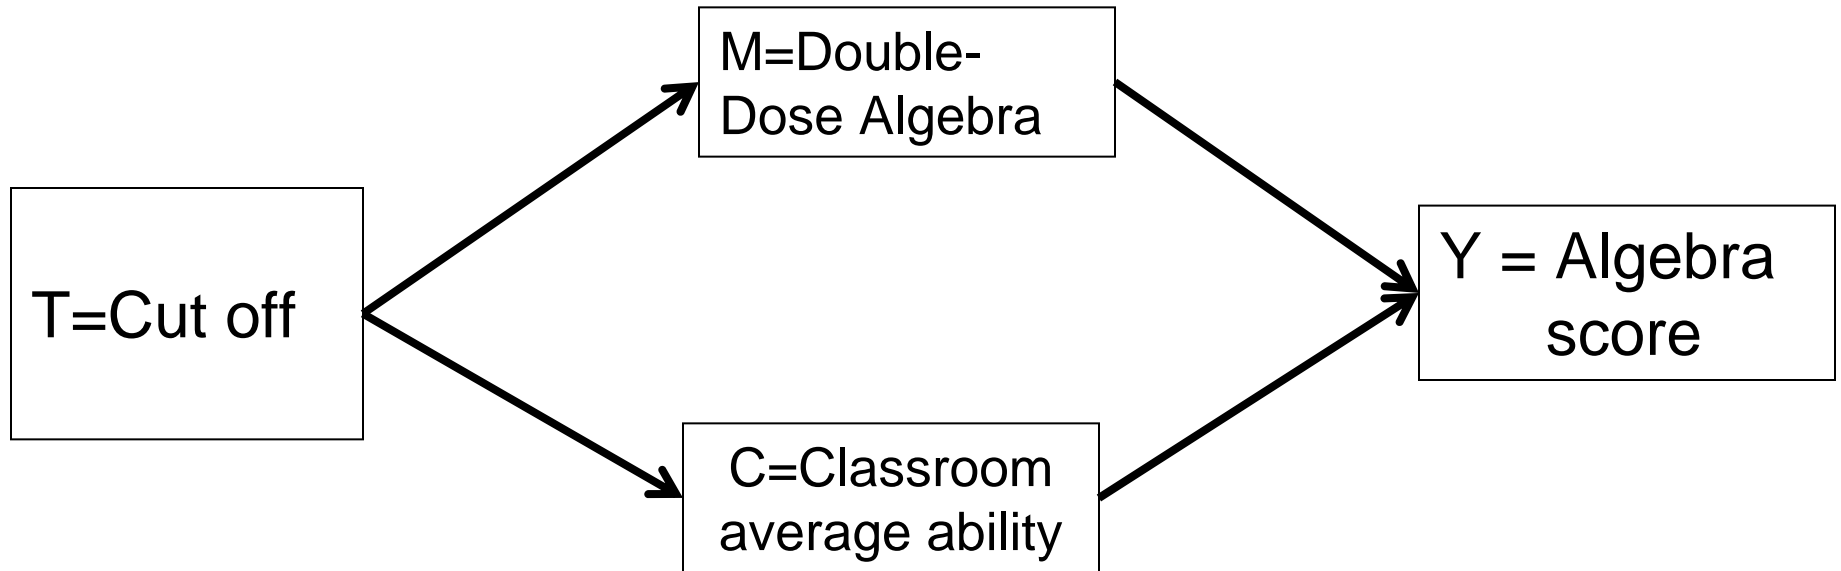 M=Double-
Dose Algebra
T=Cut off
Y = Algebra
score
C=Classroom
average ability